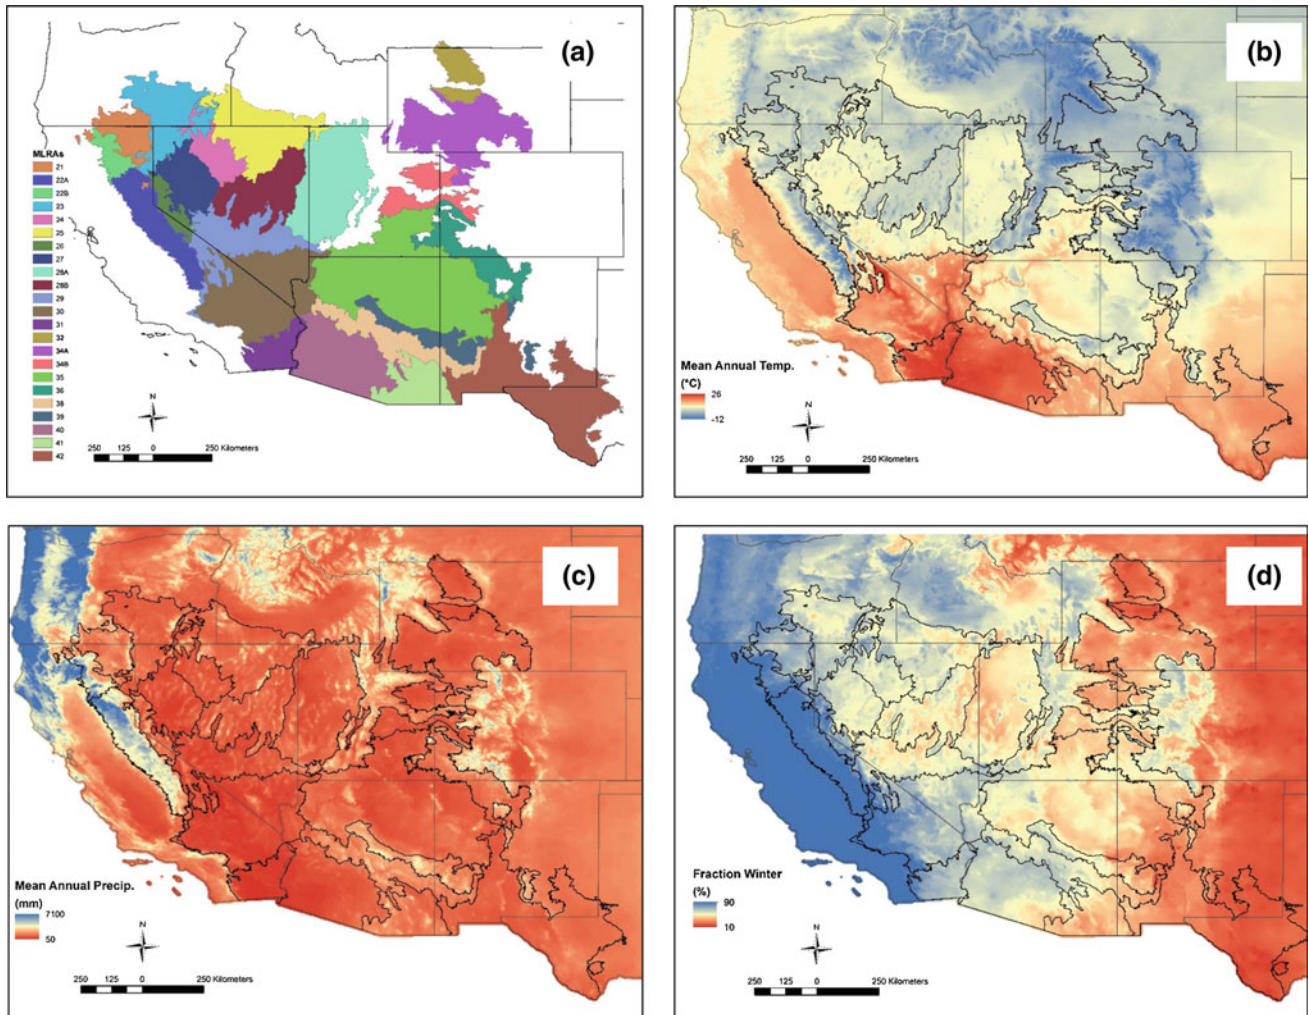 (a)
MLRAs
21
22A
22B
23
24
25
26
27
28A
28B
29
30
31
32
34A
34B
35
36
38
39
40
41
42
N
250 125 0 250 Kilometers
(b)
Mean Annual Temp.
(°C)
26
-12
N
250 125 0 250 Kilometers
(c)
Mean Annual Precip.
(mm)
7100
50
N
250 125 0 250 Kilometers
(d)
Fraction Winter
(%)
90
10
N
250 125 0 250 Kilometers